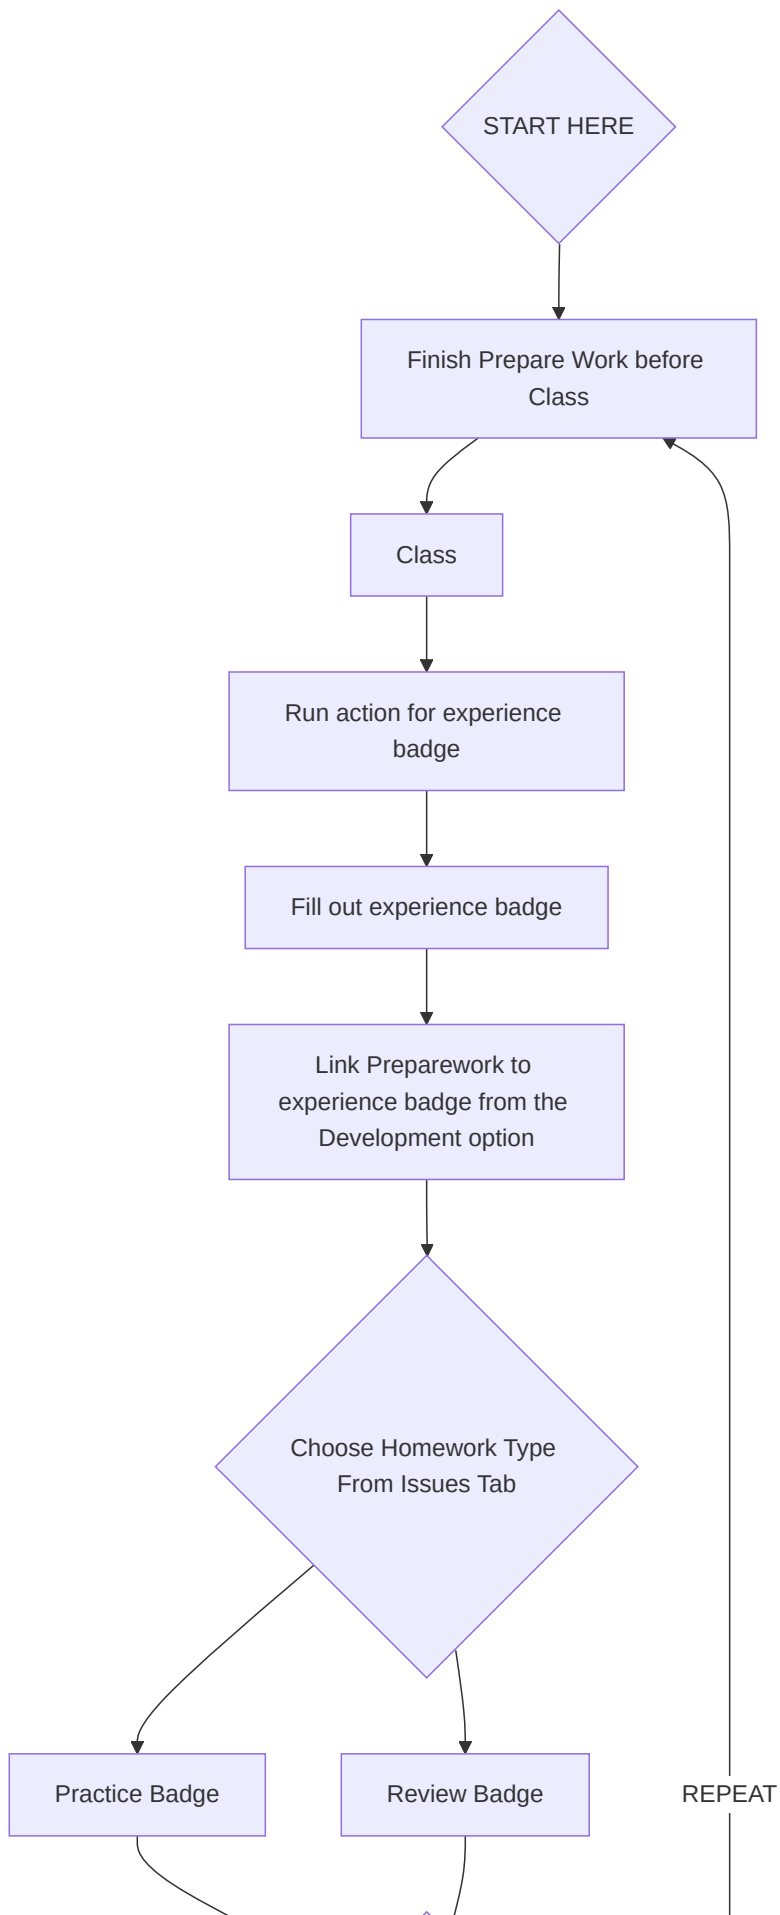 START HERE
Finish Prepare Work before
Class
Class
Run action for experience
badge
Fill out experience badge
Link Preparework to
experience badge from the
Development option
Choose Homework Type
From Issues Tab
Practice Badge
Review Badge
REPEAT